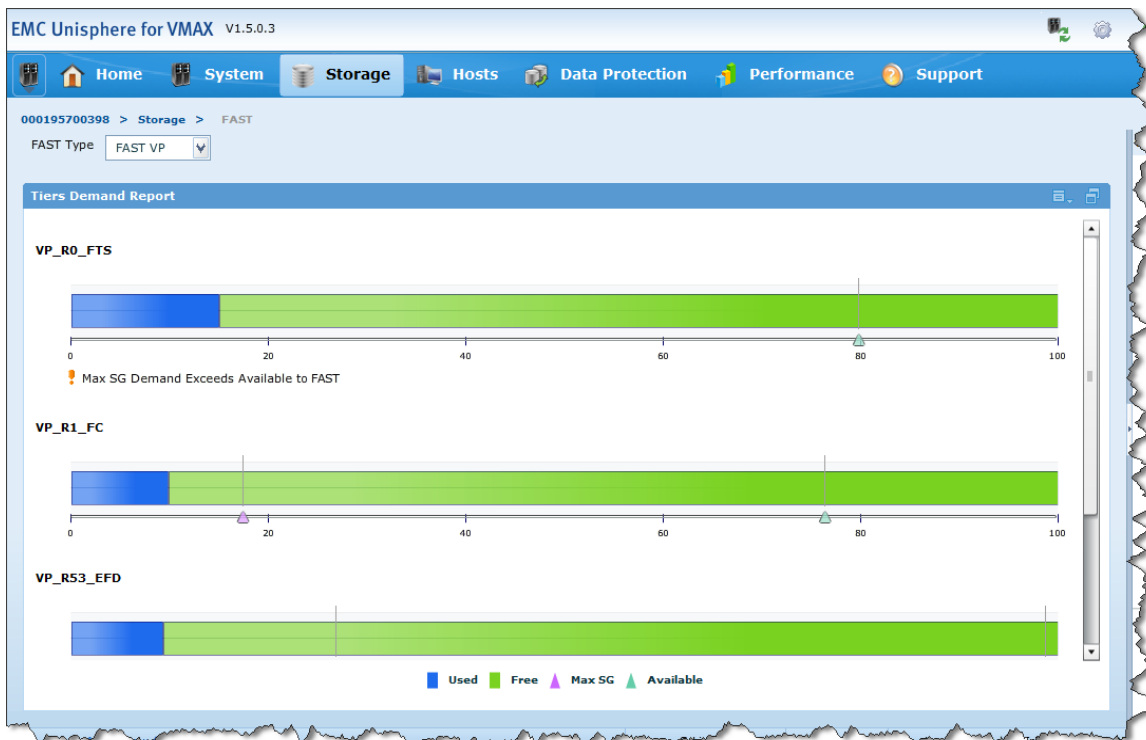 EMC Unisphere for VMAX V1.5.0.3
Home System Storage Hosts Data Protection Performance Support
000195700398 > Storage > FAST
FAST Type FAST VP
Tiers Demand Report
VP_R0_FTS
0 20 40 60 80 100
Max SG Demand Exceeds Available to FAST
VP_R1_FC
0 20 40 60 80 100
VP_R53_EFD
Used Free Max SG Available